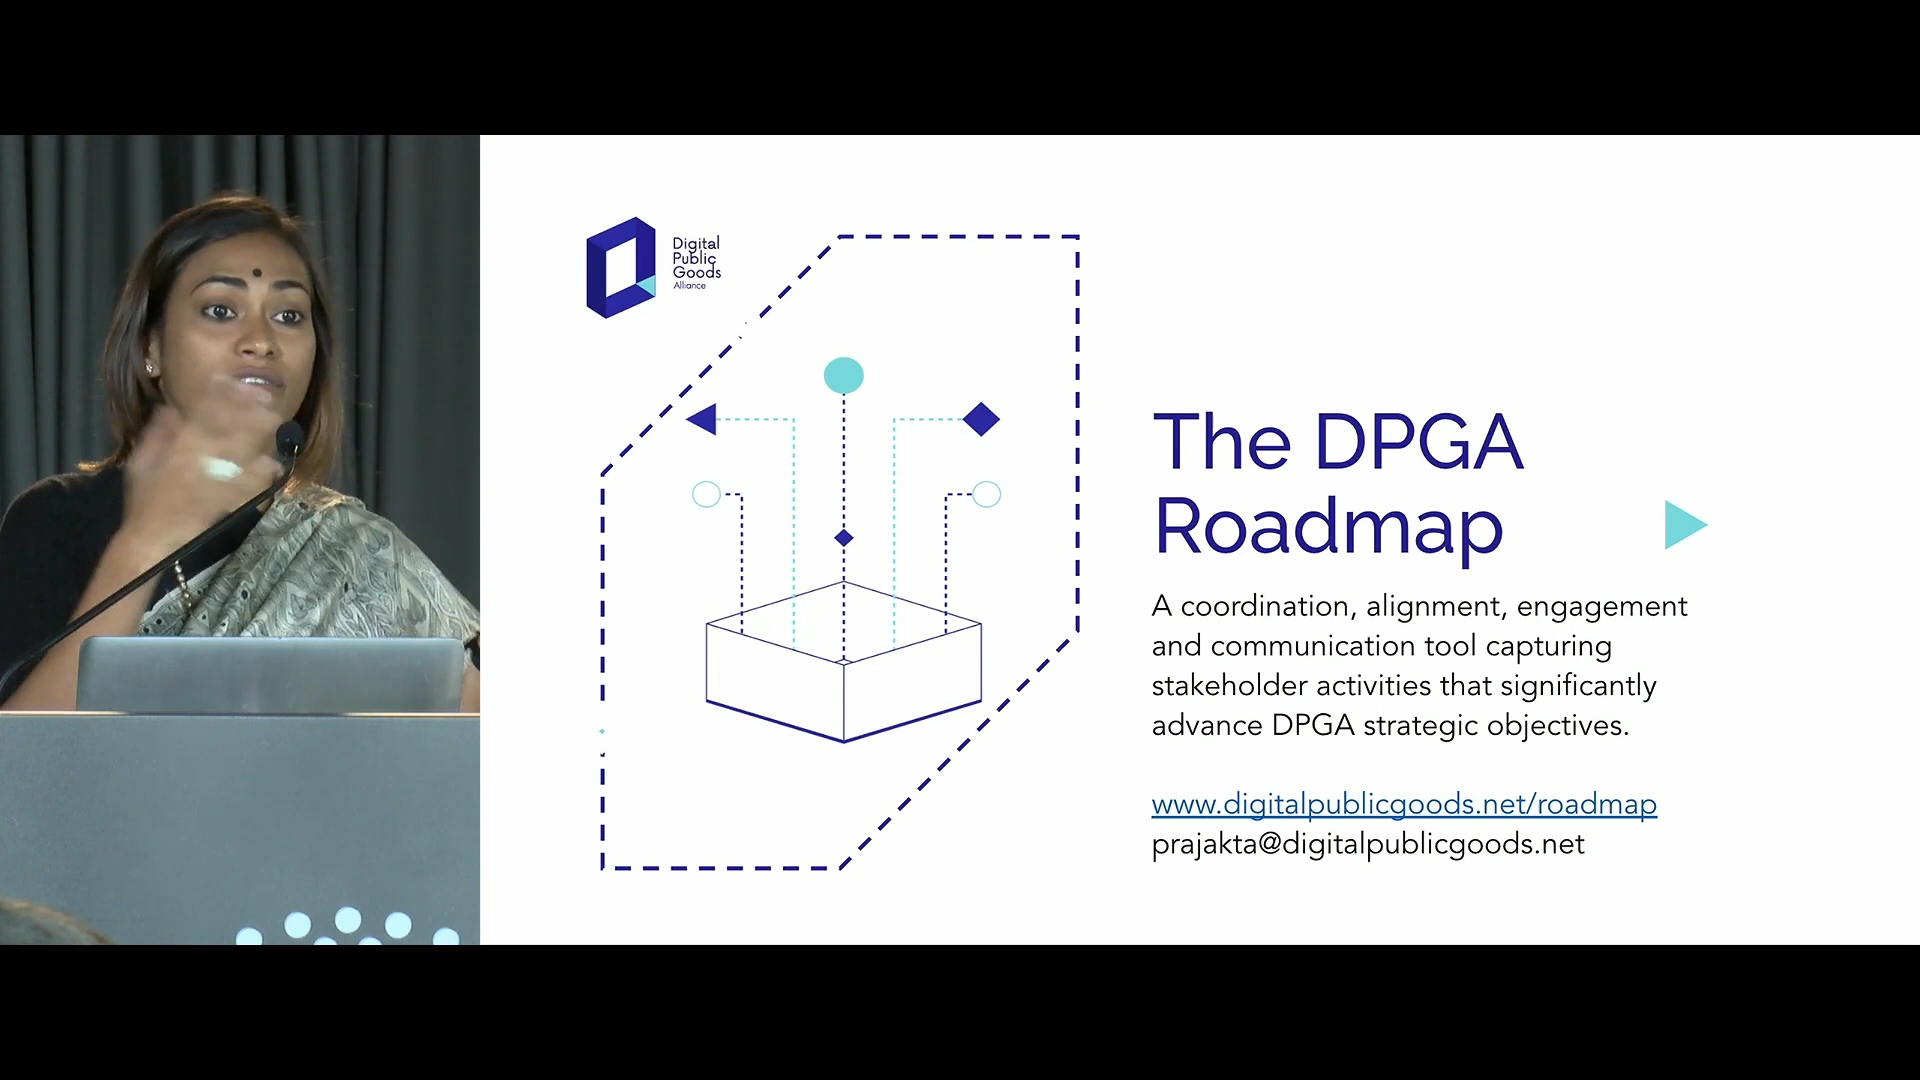 Digital
Public
Goods
Alliance
The DPGA
Roadmap
A coordination, alignment, engagement
and communication tool capturing
stakeholder activities that significantly
advance DPGA strategic objectives.
www.digitalpublicgoods.net/roadmap
prajakta@digitalpublicgoods.net